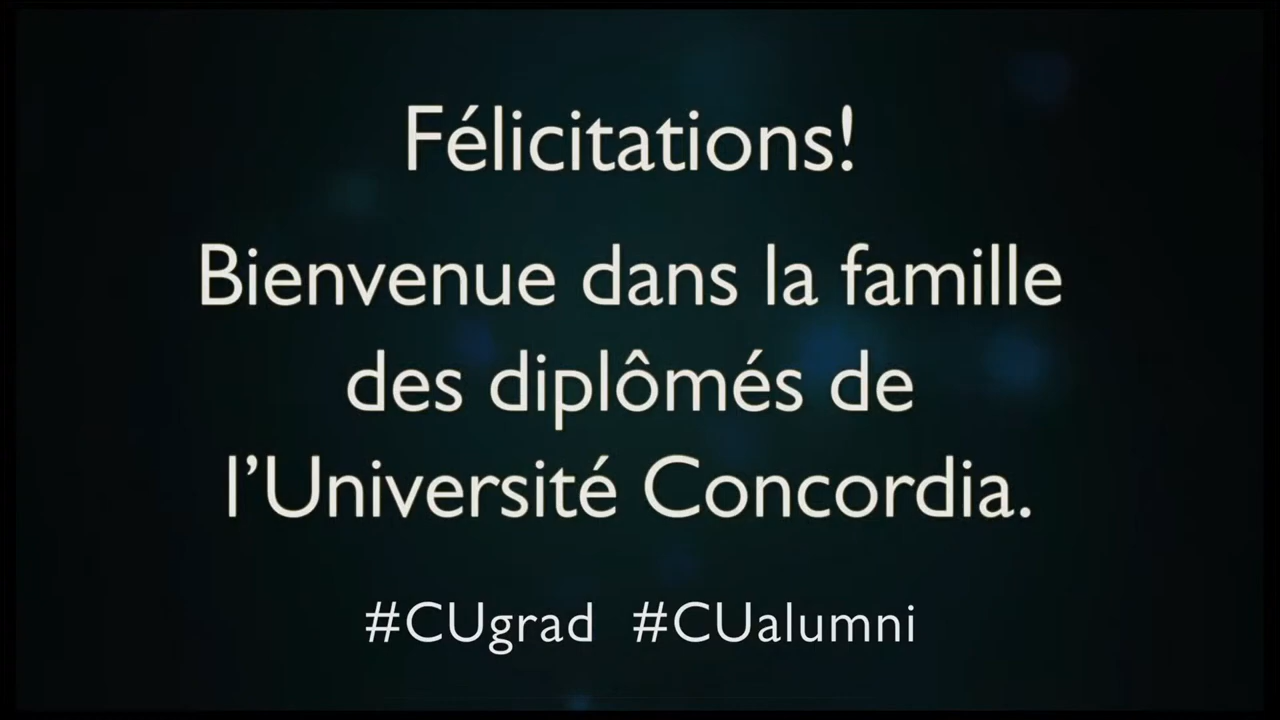 Félicitations!
Bienvenue dans la famille
des diplômés de
l’Université Concordia.
#CUgrad #CUalumni